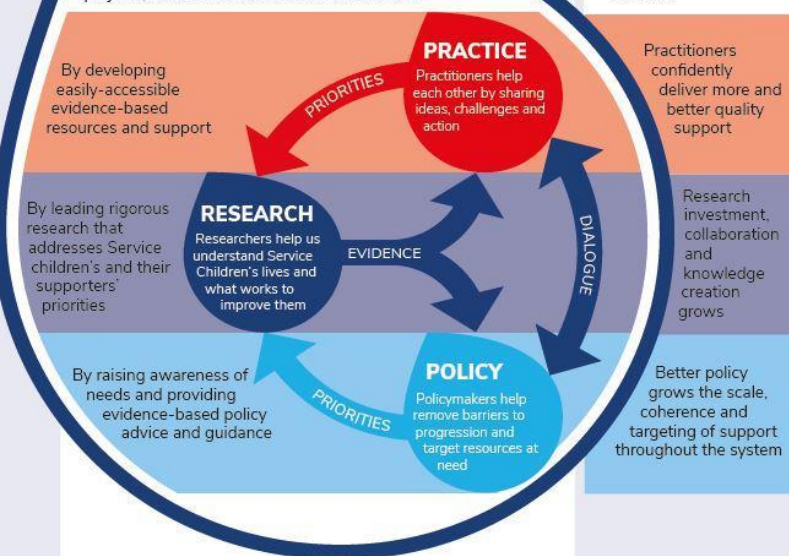 By developing
easily-accessible
evidence-based
resources and support
PRIORITIES
PRACTICE
Practitioners help
each other by sharing
ideas, challenges and
action
Practitioners
confidently
deliver more and
better quality
support
By leading rigorous
research that
addresses Service
children's and their
supporters'
priorities
RESEARCH
Researchers help us
understand Service
Children's lives and
what works to
improve them
EVIDENCE
DIALOGUE
Research
investment,
collaboration
and
knowledge
creation
grows
By raising awareness of
needs and providing
evidence-based policy
advice and guidance
PRIORITIES
POLICY
Policymakers help
remove barriers to
progression and
target resources at
need
Better policy
grows the scale,
coherence and
targeting of support
throughout the system